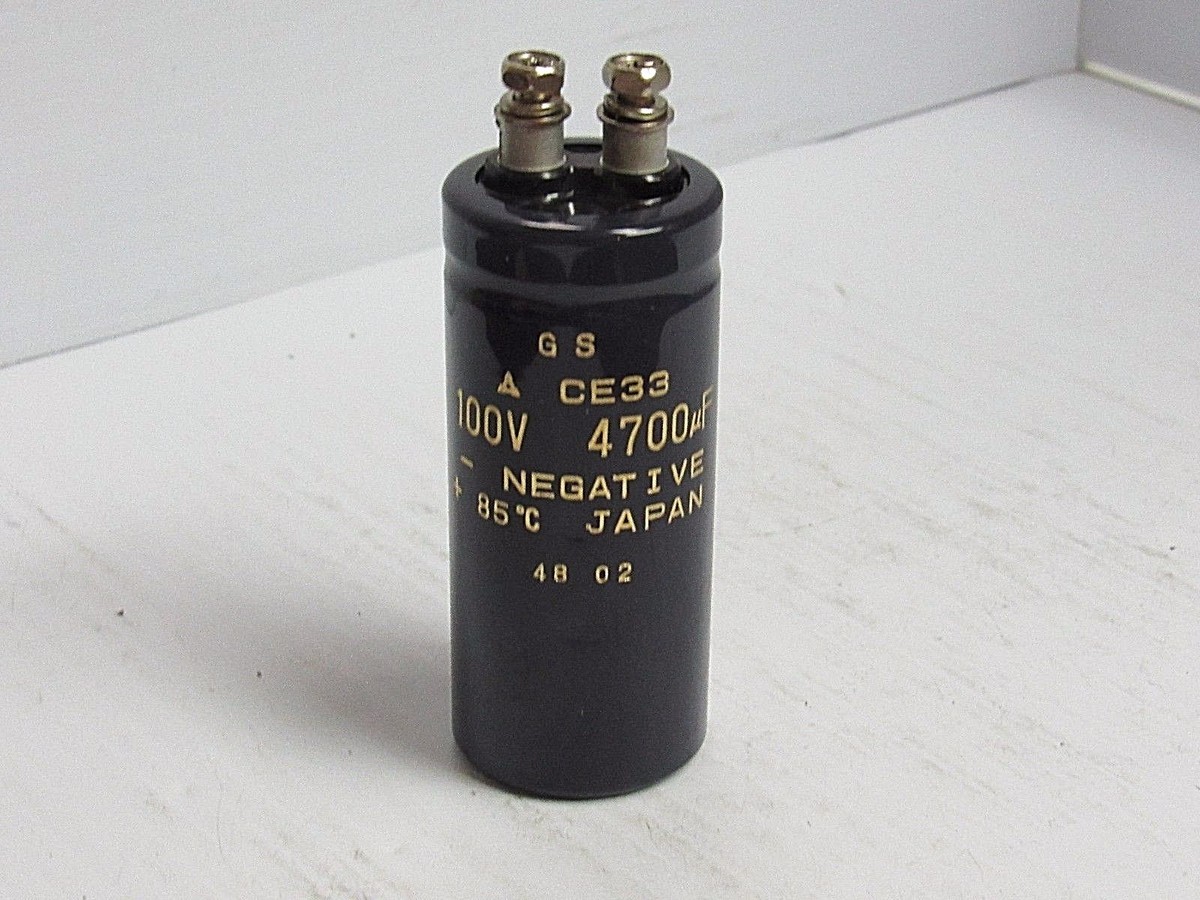 GS
CE33
100V 4700µF
- NEGATIVE
+ 85°C JAPAN
48 02